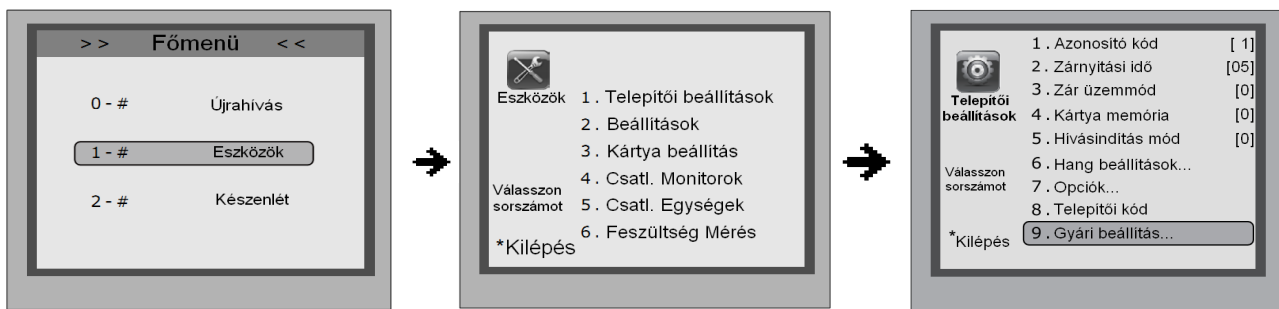 >> Főmenü <<
0 - # Újrahívás
1 - # Eszközök
2 - # Készenlét
Eszközök
1. Telepítői beállítások
2. Beállítások
3. Kártya beállítás
4. Csatl. Monitorok
5. Csatl. Egységek
6. Feszültség Mérés
Válasszon
sorszámot
*Kilépés
Telepítői
beállítások
1. Azonosító kód [ 1]
2. Zárnyitási idő [05]
3. Zár üzemmód [0]
4. Kártya memória [0]
5. Hívásindítás mód [0]
6. Hang beállítások...
7. Opciók...
8. Telepítői kód
9. Gyári beállítás...
Válasszon
sorszámot
*Kilépés